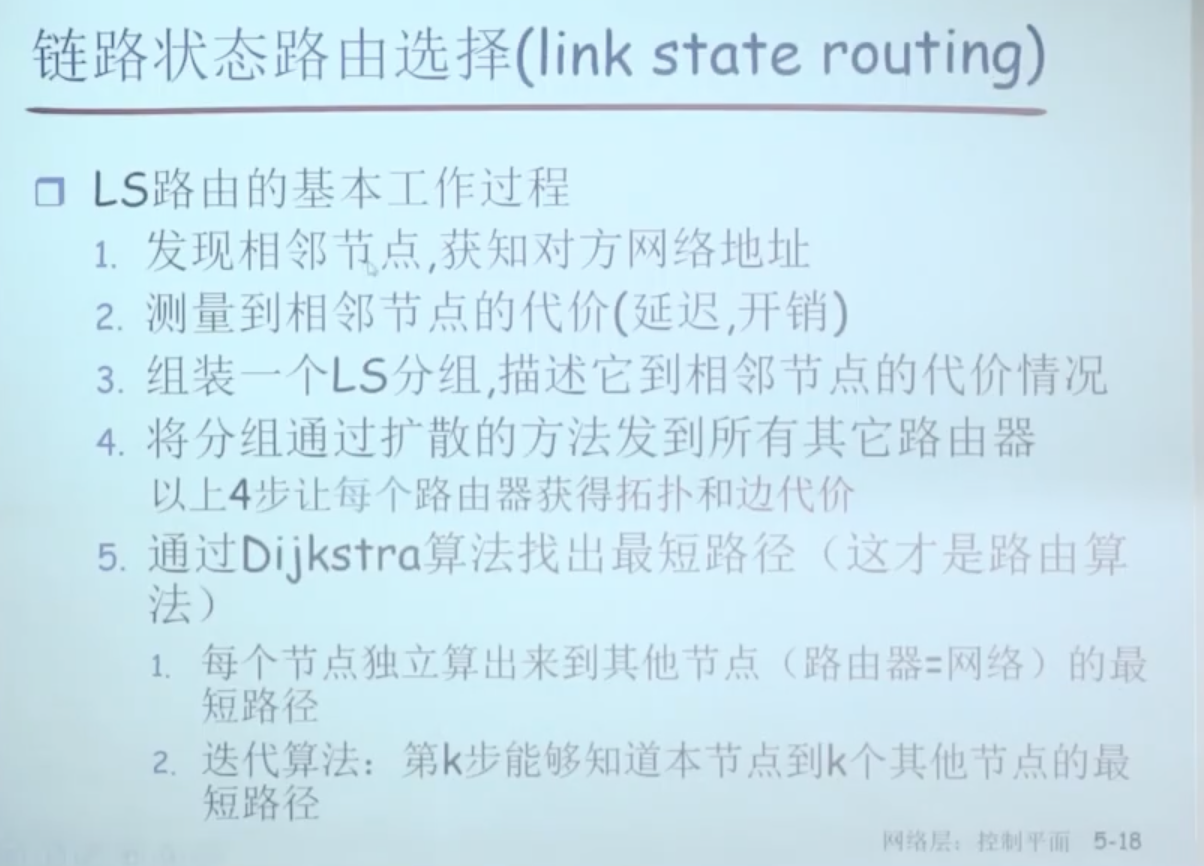 链路状态路由选择(link state routing)
LS路由的基本工作过程
1. 发现相邻节点,获知对方网络地址
2. 测量到相邻节点的代价(延迟,开销)
3. 组装一个LS分组,描述它到相邻节点的代价情况
4. 将分组通过扩散的方法发到所有其它路由器
以上4步让每个路由器获得拓扑和边代价
5. 通过Dijkstra算法找出最短路径（这才是路由算
法）
1. 每个节点独立算出来到其他节点（路由器=网络）的最
短路径
2. 迭代算法：第k步能够知道本节点到k个其他节点的最
短路径
网络层：控制平面 5-18